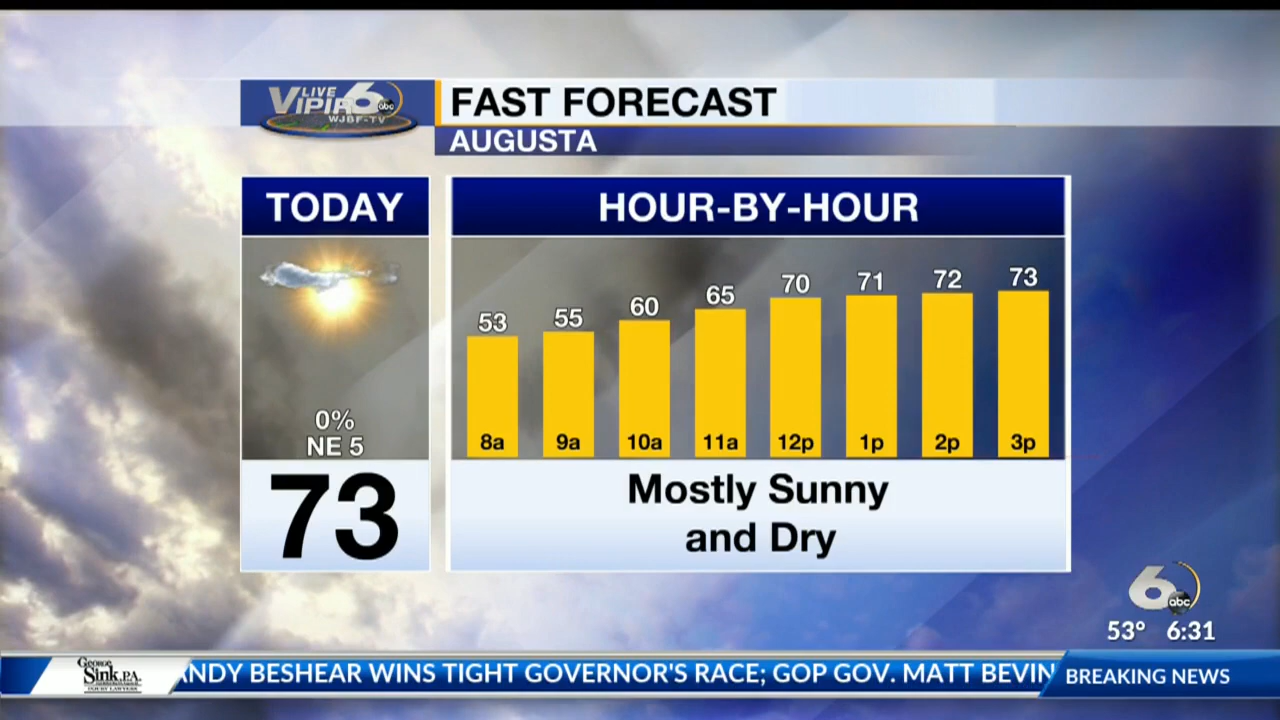 LIVE
VIPIR 6 abc
WJBF-TV
FAST FORECAST
AUGUSTA
TODAY
0%
NE 5
73
HOUR-BY-HOUR
53 55 60 65 70 71 72 73
8a 9a 10a 11a 12p 1p 2p 3p
Mostly Sunny
and Dry
6 abc
53° 6:31
George
Sink, P.A.
INJURY LAWYERS
NDY BESHEAR WINS TIGHT GOVERNOR'S RACE; GOP GOV. MATT BEVIN
BREAKING NEWS